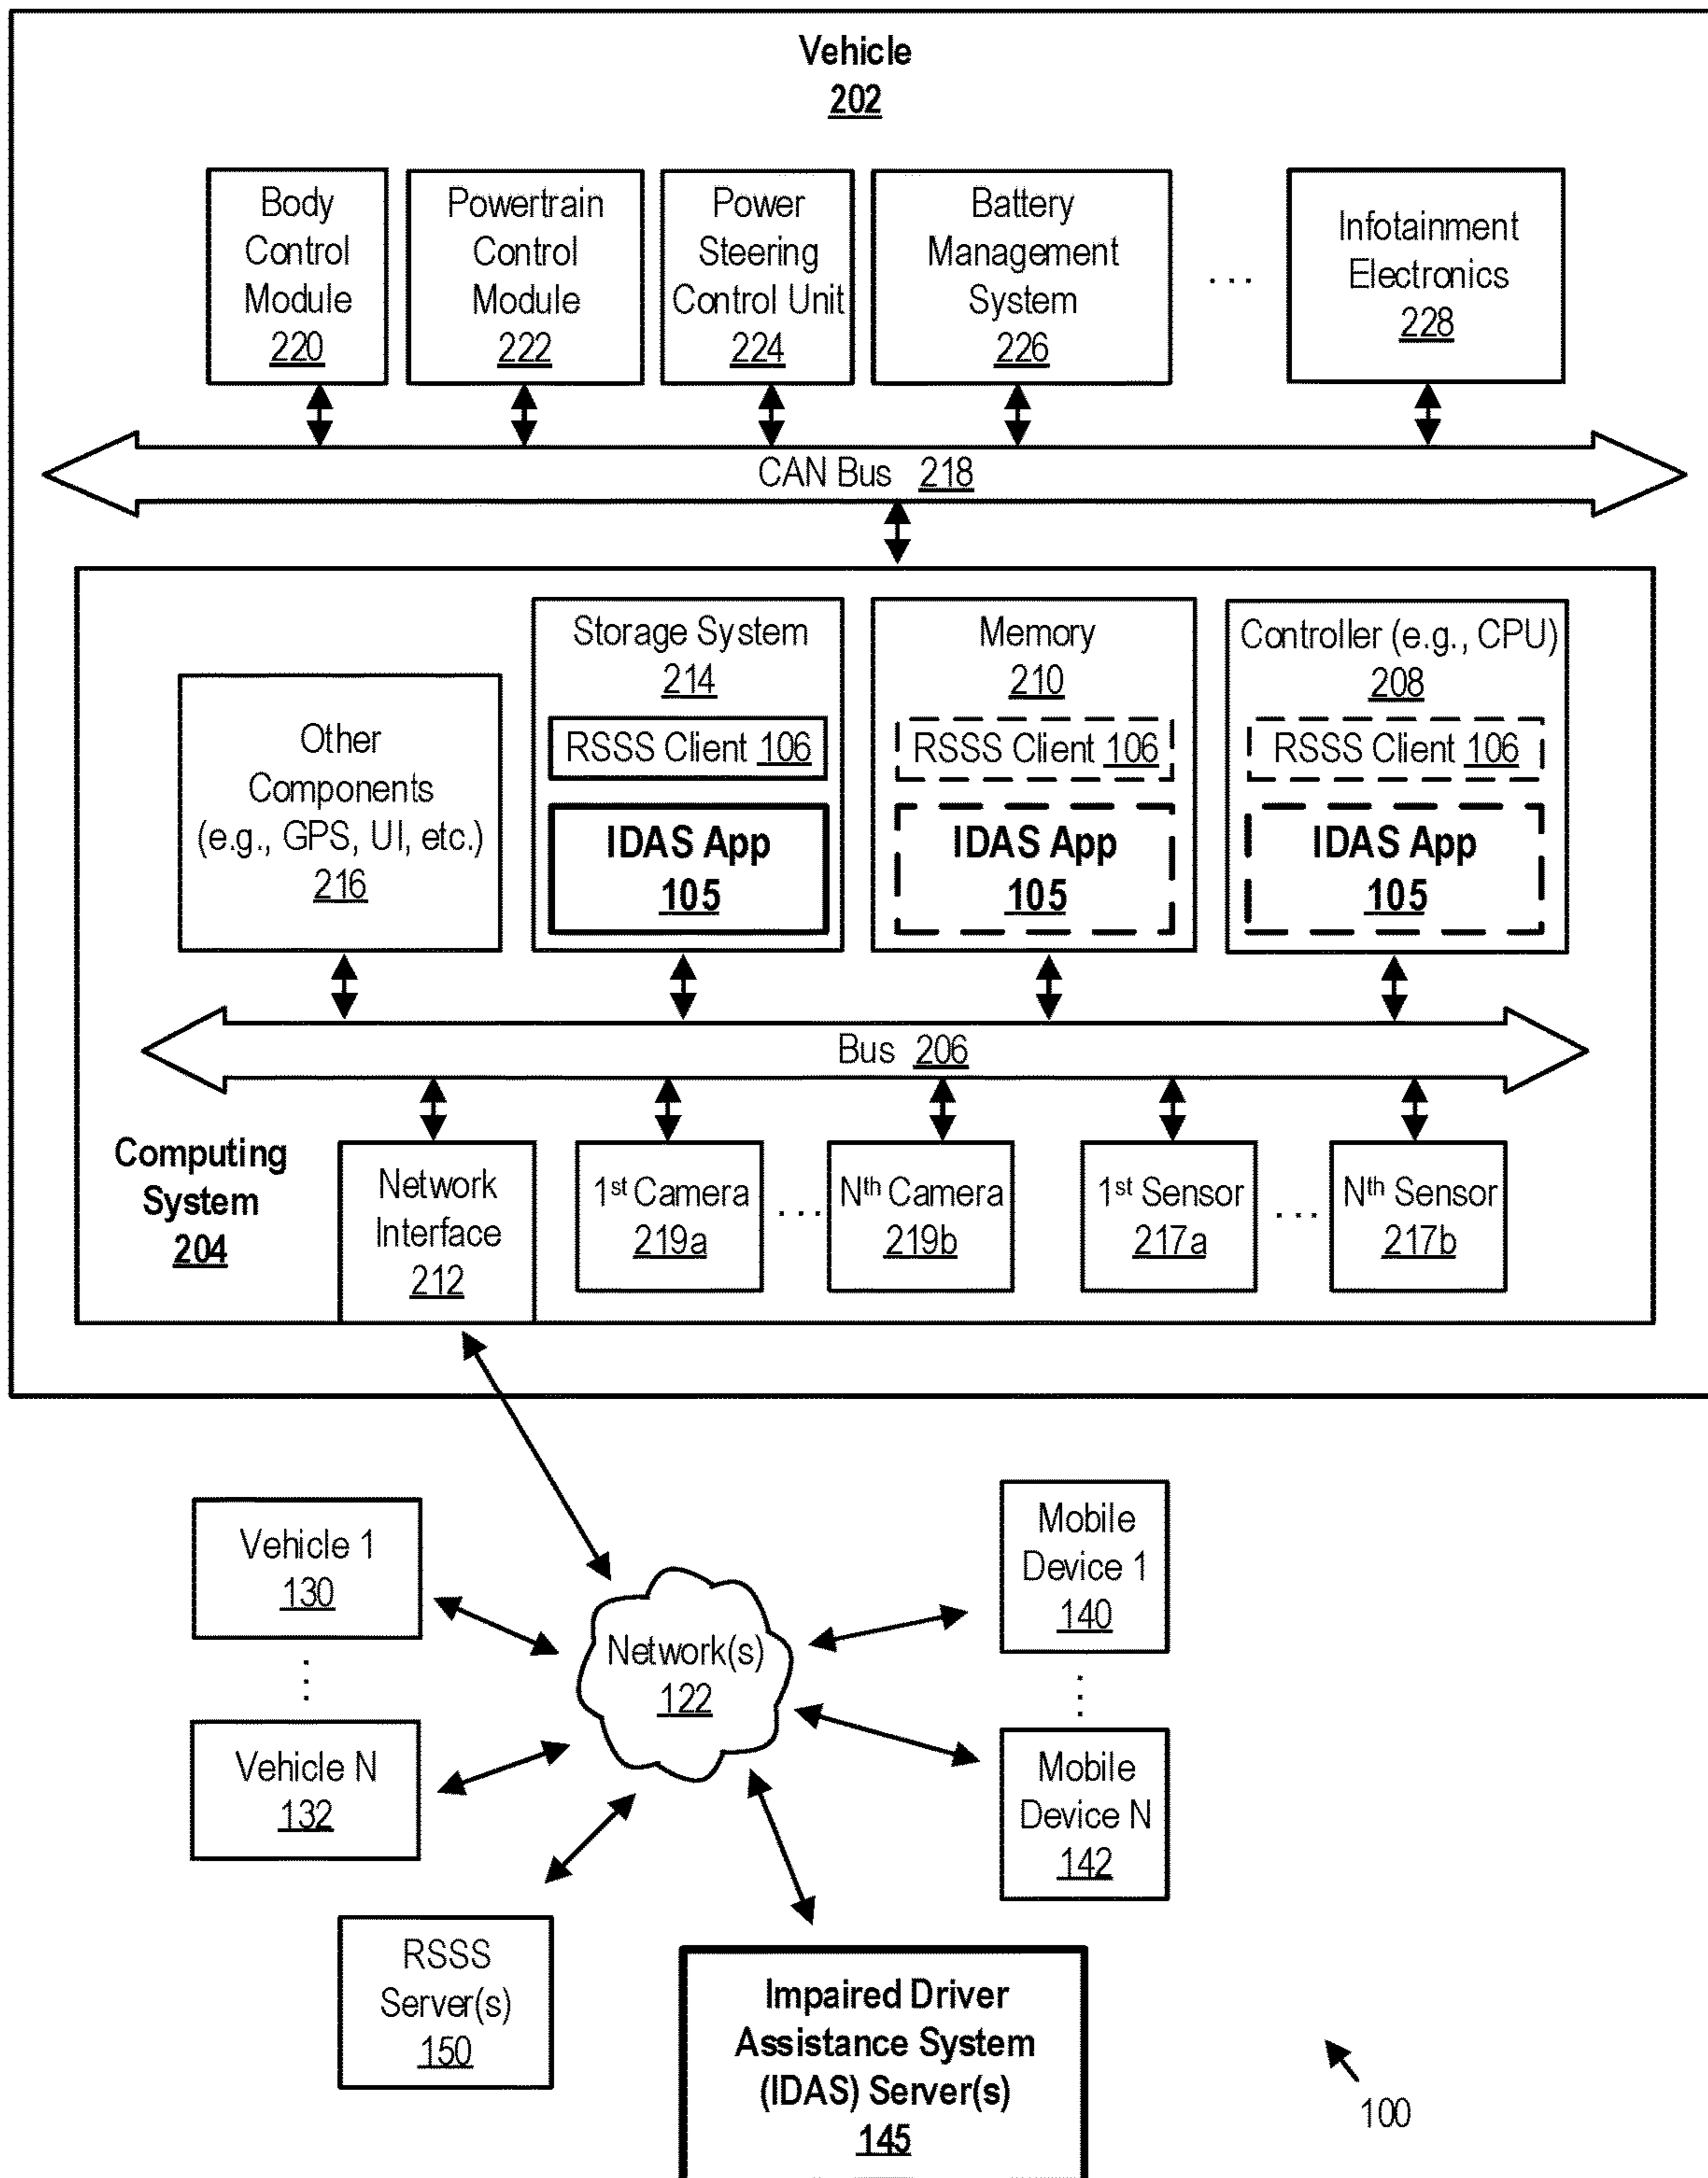 Vehicle
202
Body
Control
Module
220
Powertrain
Control
Module
222
Power
Steering
Control Unit
224
Battery
Management
System
226
...
Infotainment
Electronics
228
CAN Bus 218
Other
Components
(e.g., GPS, UI, etc.)
216
Storage System
214
RSSS Client 106
IDAS App
105
Memory
210
RSSS Client 106
IDAS App
105
Controller (e.g., CPU)
208
RSSS Client 106
IDAS App
105
Bus 206
Computing
System
204
Network
Interface
212
1st Camera
219a
...
Nth Camera
219b
1st Sensor
217a
...
Nth Sensor
217b
Vehicle 1
130
...
Vehicle N
132
Network(s)
122
Mobile
Device 1
140
...
Mobile
Device N
142
RSSS
Server(s)
150
Impaired Driver
Assistance System
(IDAS) Server(s)
145
100